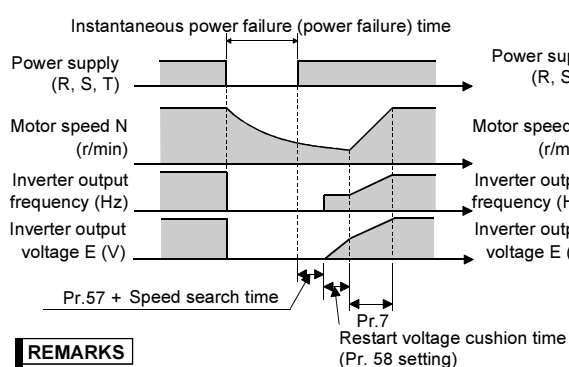 Instantaneous power failure (power failure) time
Power supply
(R, S, T)
Motor speed N
(r/min)
Inverter output
frequency (Hz)
Inverter output
voltage E (V)
Pr.57 + Speed search time
Pr.7
Restart voltage cushion time
(Pr. 58 setting)
REMARKS
Power sup
(R, S
Motor speed
(r/m
Inverter outp
frequency (H
Inverter outp
voltage E (